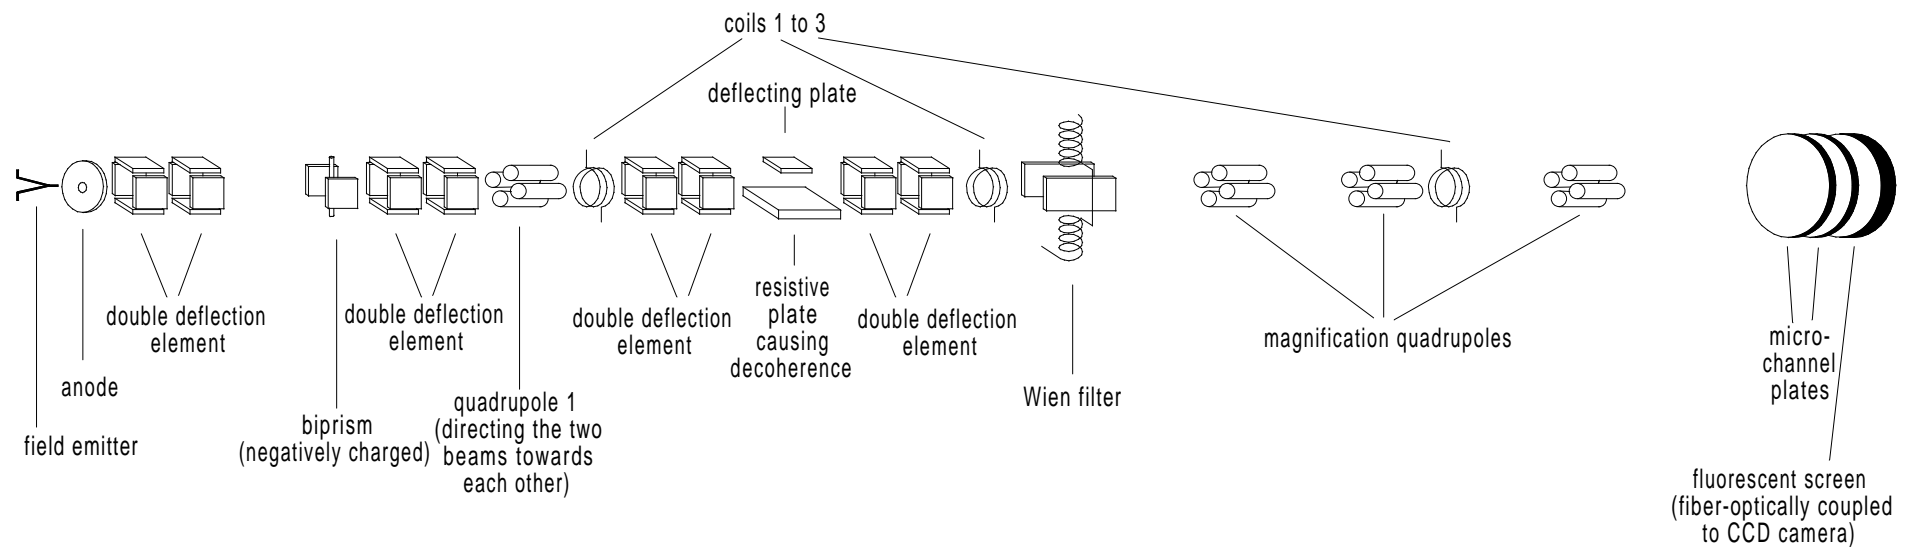 coils 1 to 3
deflecting plate
double deflection
element
anode
field emitter
biprism
(negatively charged)
double deflection
element
quadrupole 1
(directing the two
beams towards
each other)
double deflection
element
resistive
plate
causing
decoherence
double deflection
element
Wien filter
magnification quadrupoles
micro-
channel
plates
fluorescent screen
(fiber-optically coupled
to CCD camera)